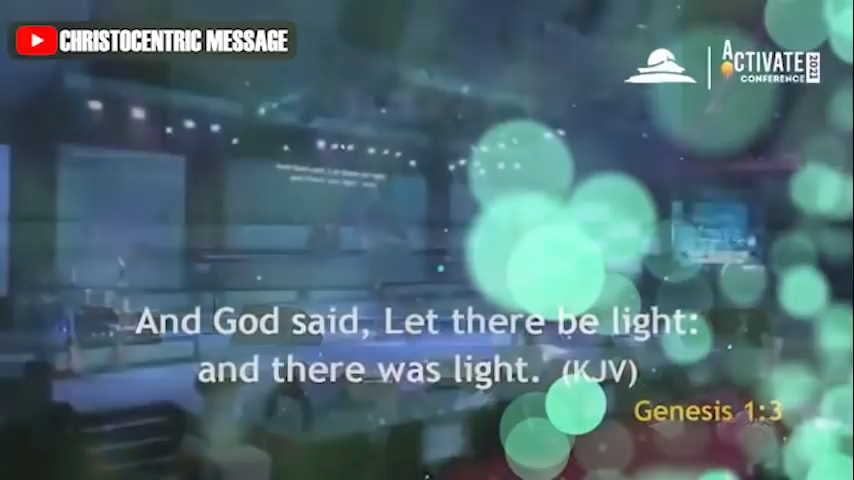 CHRISTOCENTRIC MESSAGE
ACTIVATE
CONFERENCE
2021
And God said, Let there be light:
and there was light. (KJV)
Genesis 1:3